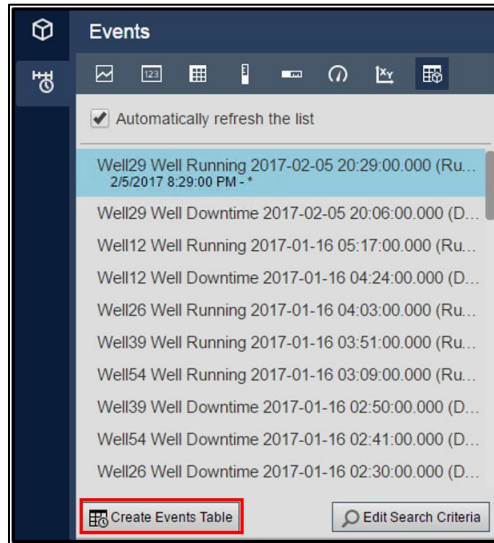 Events
123
Automatically refresh the list
Well29 Well Running 2017-02-05 20:29:00.000 (Ru...
2/5/2017 8:29:00 PM - *
Well29 Well Downtime 2017-02-05 20:06:00.000 (D...
Well12 Well Running 2017-01-16 05:17:00.000 (Ru...
Well12 Well Downtime 2017-01-16 04:24:00.000 (D...
Well26 Well Running 2017-01-16 04:03:00.000 (Ru...
Well39 Well Running 2017-01-16 03:51:00.000 (Ru...
Well54 Well Running 2017-01-16 03:09:00.000 (Ru...
Well39 Well Downtime 2017-01-16 02:50:00.000 (D...
Well54 Well Downtime 2017-01-16 02:41:00.000 (D...
Well26 Well Downtime 2017-01-16 02:30:00.000 (D...
Create Events Table
Edit Search Criteria